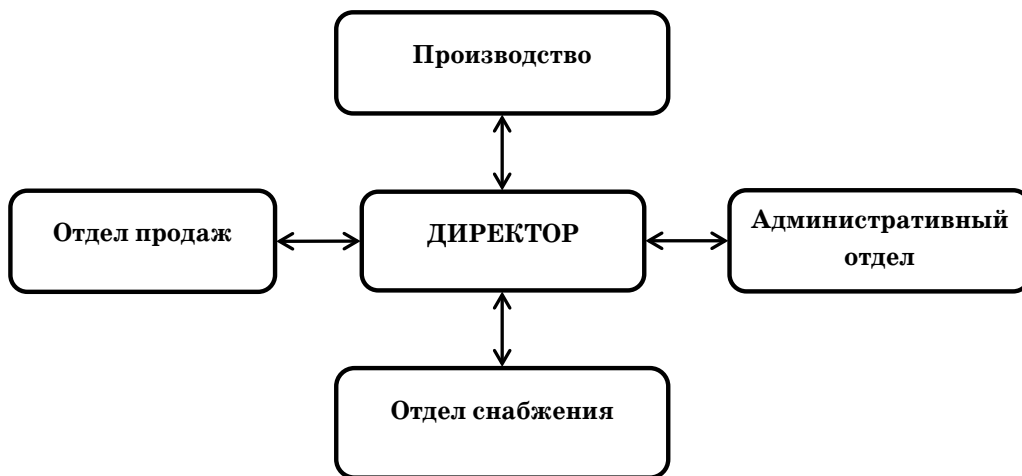 Производство
Отдел продаж
ДИРЕКТОР
Административный
отдел
Отдел снабжения